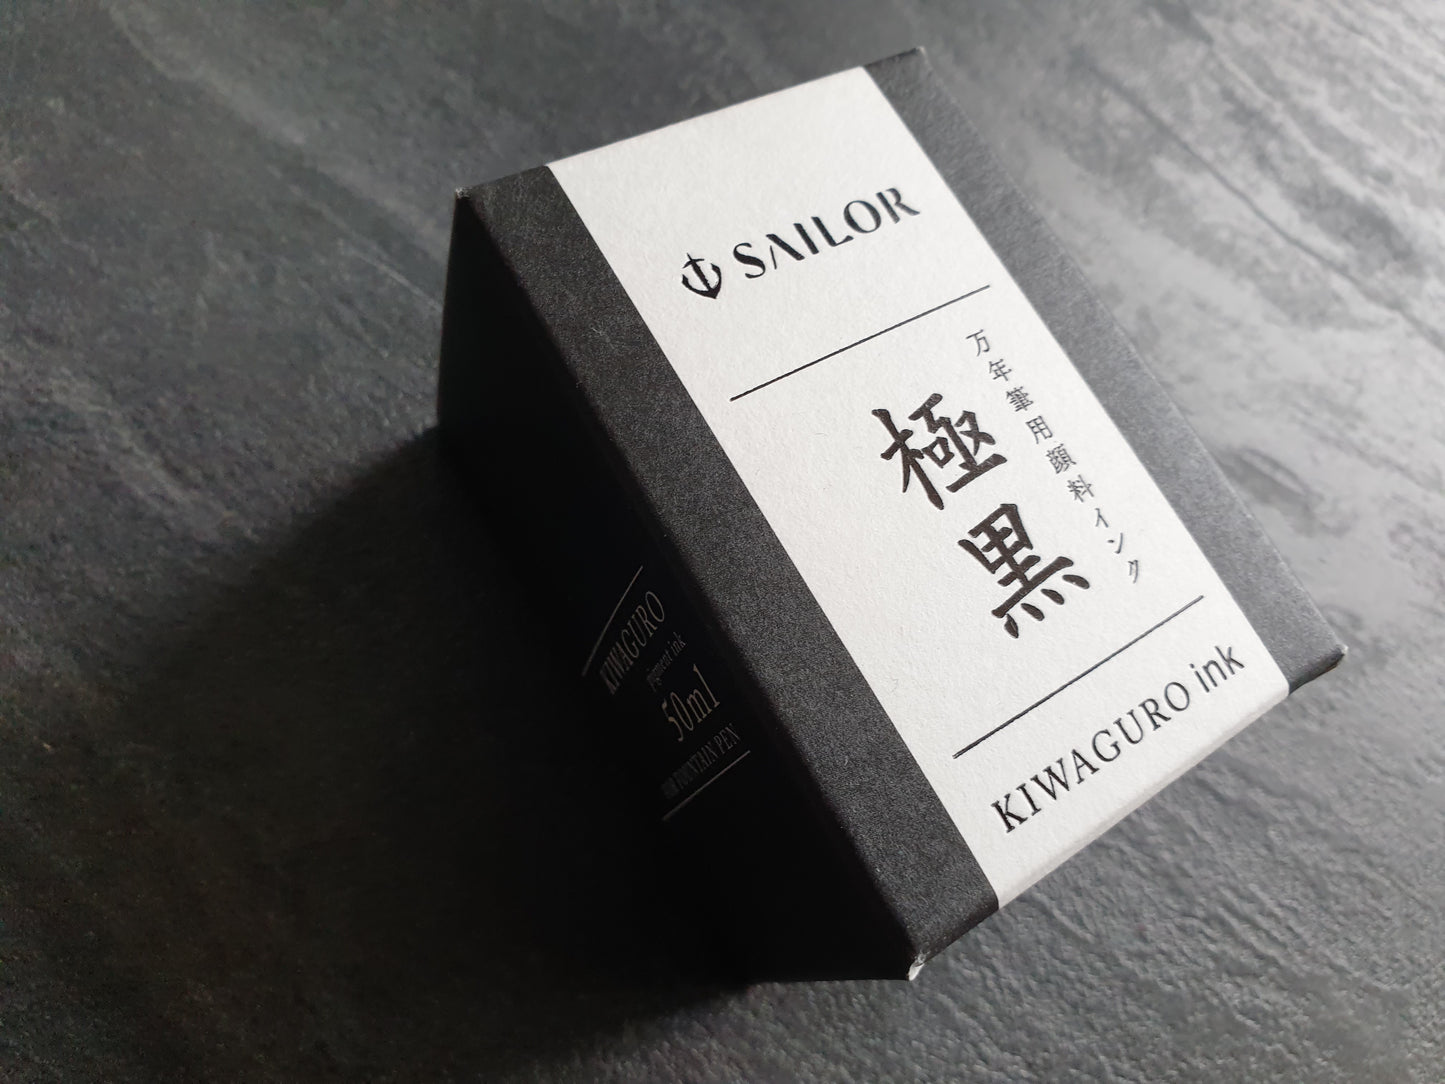 SAILOR
万年筆用顔料インク
極黒
KIWAGURO ink
KIWAGURO
pigment ink
50ml
FOR FOUNTAIN PEN